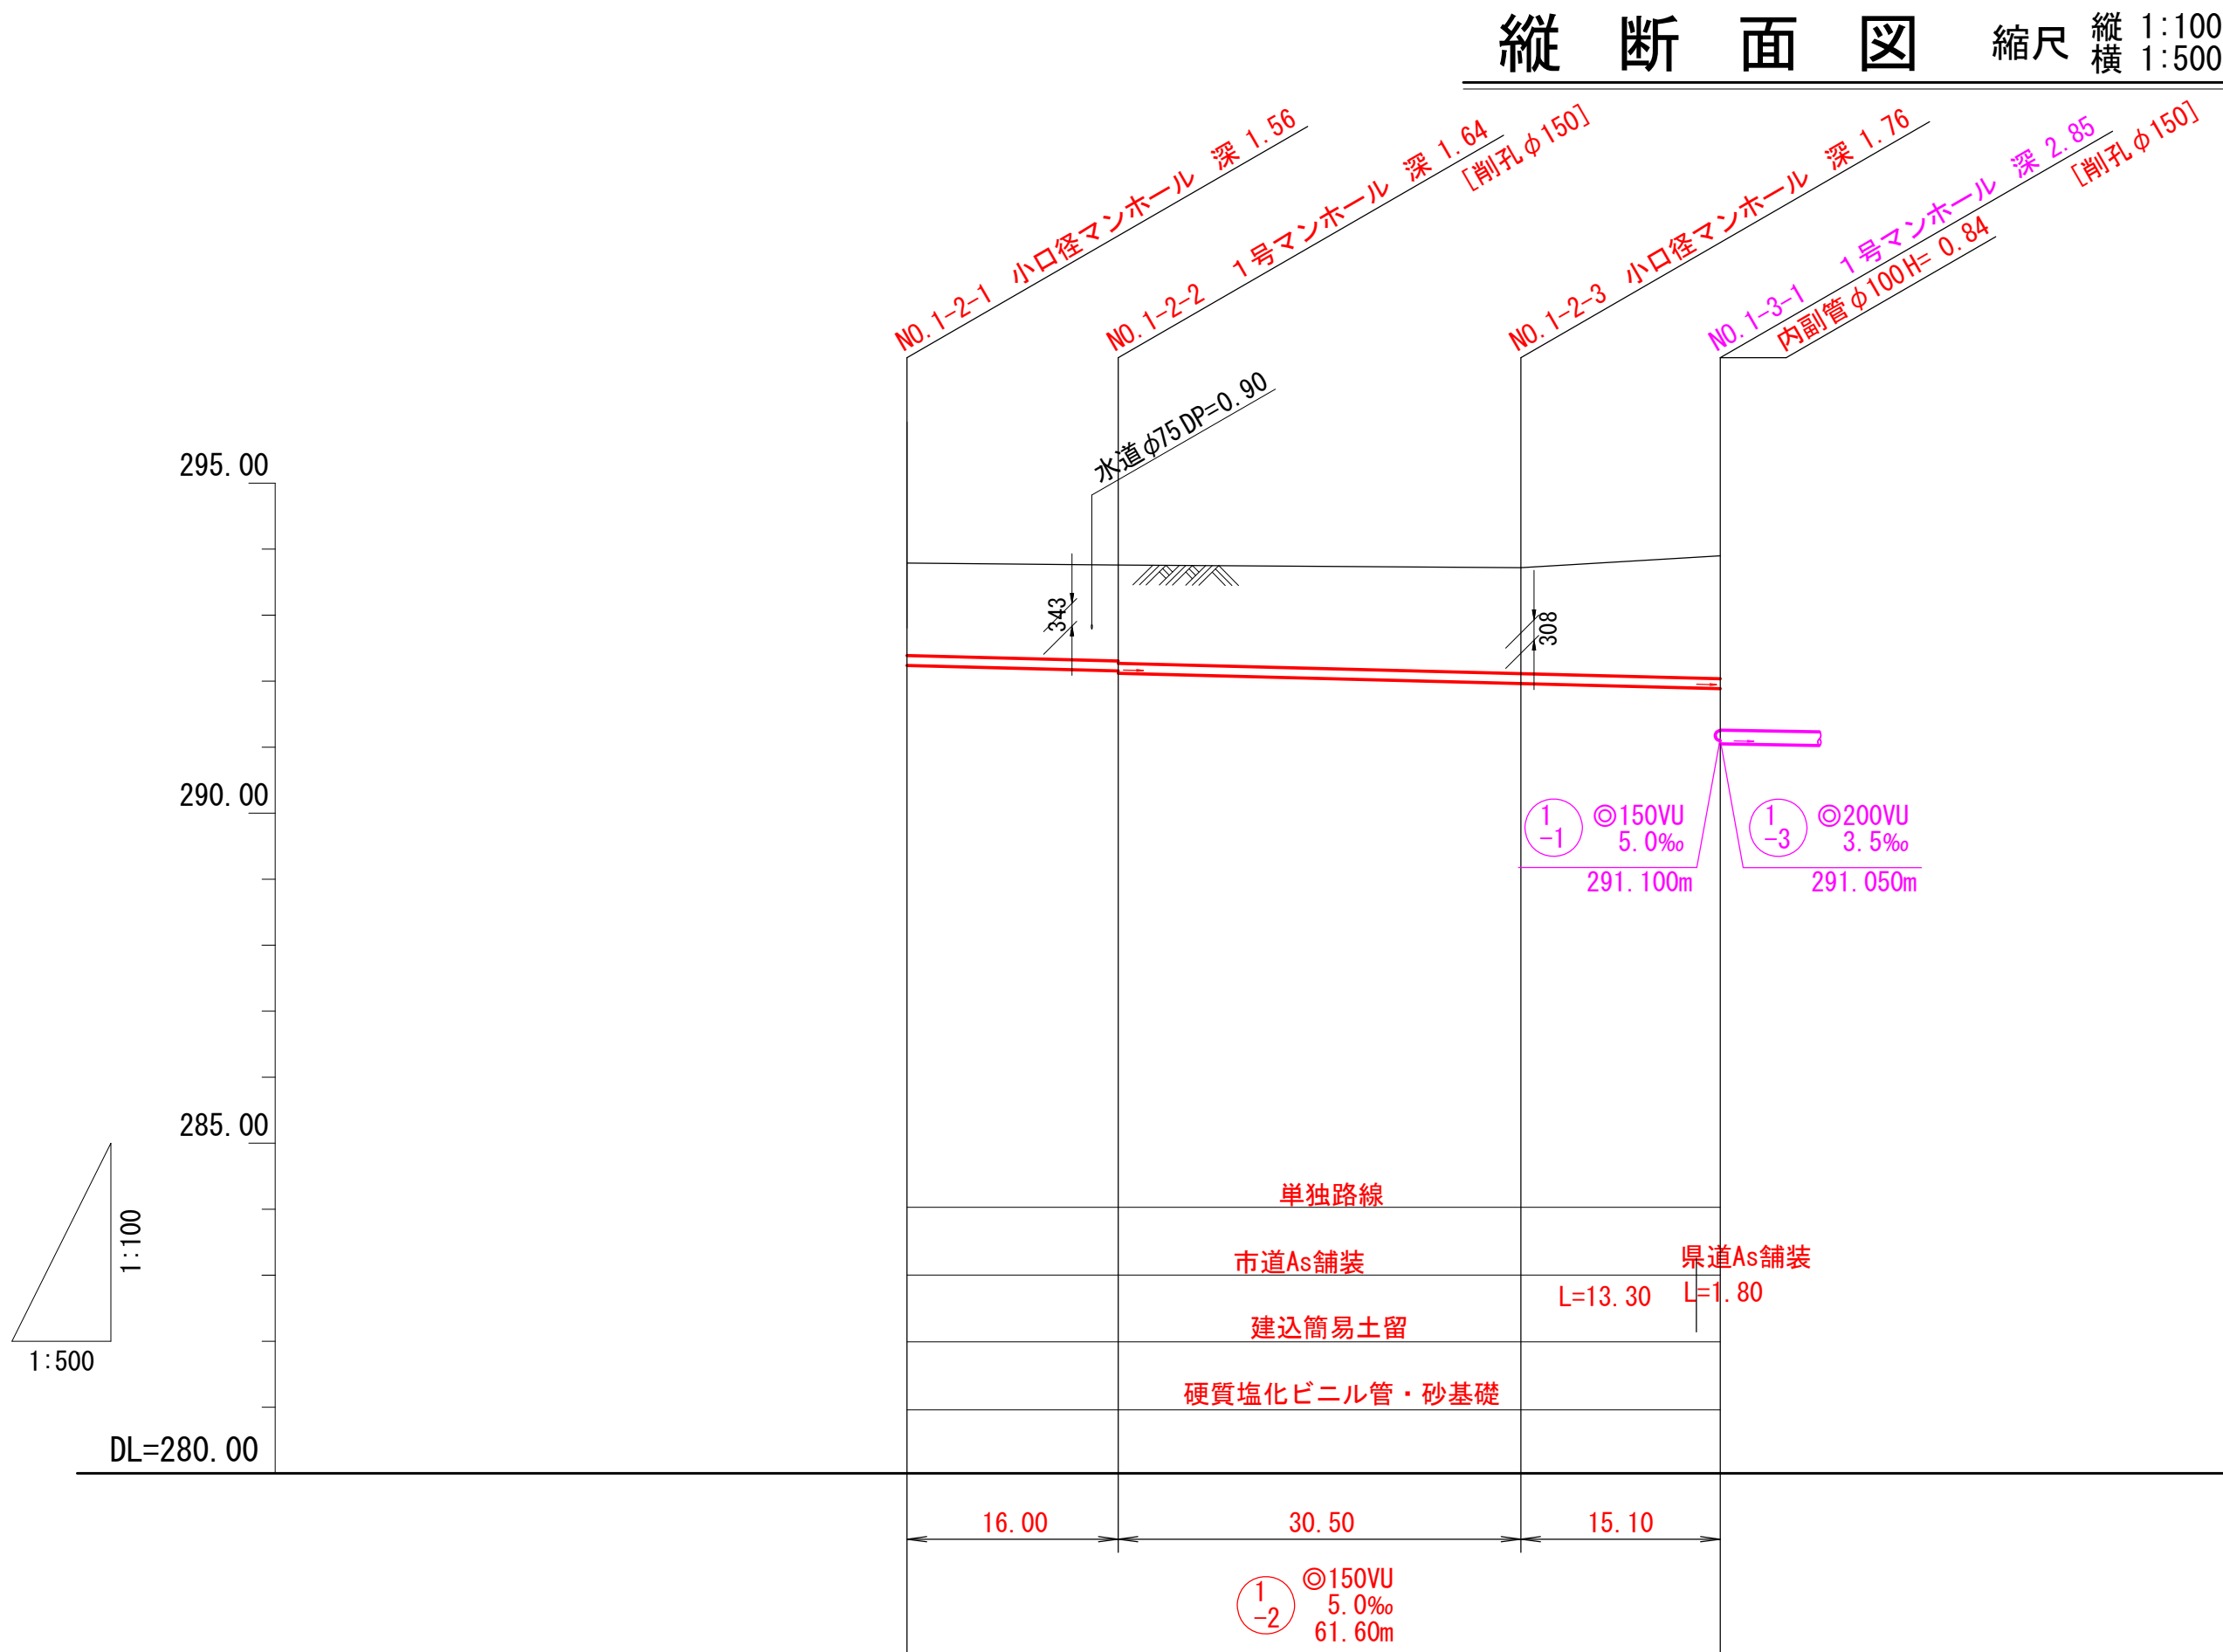 縦断面図 縮尺 縦 1:100
横 1:500
NO.1-2-1 小口径マンホール 深 1.56
NO.1-2-2 1号マンホール 深 1.64
[削孔φ150]
NO.1-2-3 小口径マンホール 深 1.76
NO.1-3-1 1号マンホール 深 2.85
[削孔φ150]
内副管φ100H= 0.84
水道φ75DP=0.90
295.00
343
308
290.00
1
-1
◎150VU
5.0‰
291.100m
1
-3
◎200VU
3.5‰
291.050m
285.00
1:100
1:500
単独路線
市道As舗装
県道As舗装
L=13.30
L=1.80
建込簡易土留
硬質塩化ビニル管・砂基礎
DL=280.00
16.00
30.50
15.10
1
-2
◎150VU
5.0‰
61.60m